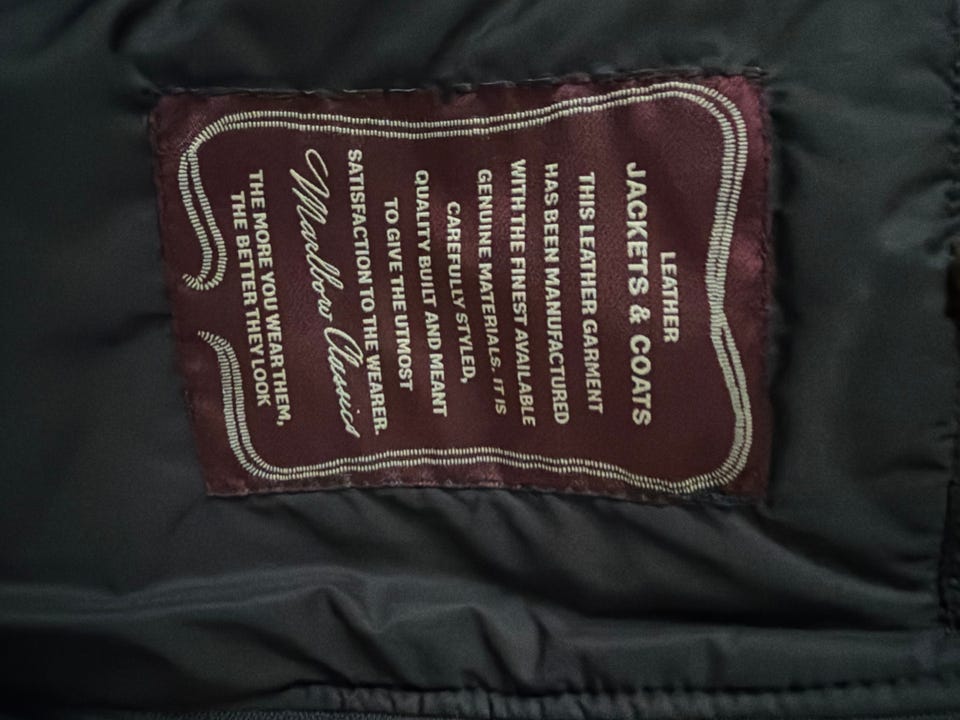 LEATHER
JACKETS & COATS
THIS LEATHER GARMENT
HAS BEEN MANUFACTURED
WITH THE FINEST AVAILABLE
GENUINE MATERIALS. IT IS
CAREFULLY STYLED,
QUALITY BUILT AND MEANT
TO GIVE THE UTMOST
SATISFACTION TO THE WEARER.
Marlbow Classics
THE MORE YOU WEAR THEM,
THE BETTER THEY LOOK